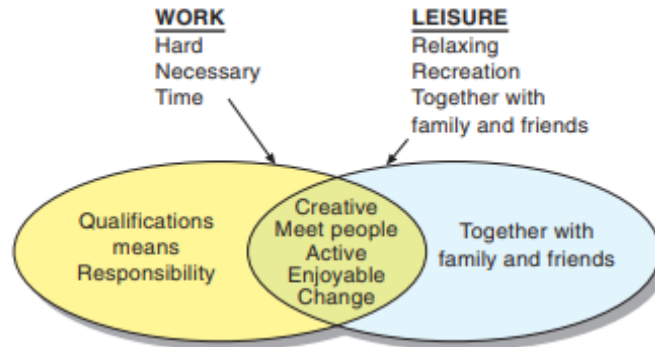 WORK
Hard
Necessary
Time
LEISURE
Relaxing
Recreation
Together with
family and friends
Qualifications
means
Responsibility
Creative
Meet people
Active
Enjoyable
Change
Together with
family and friends